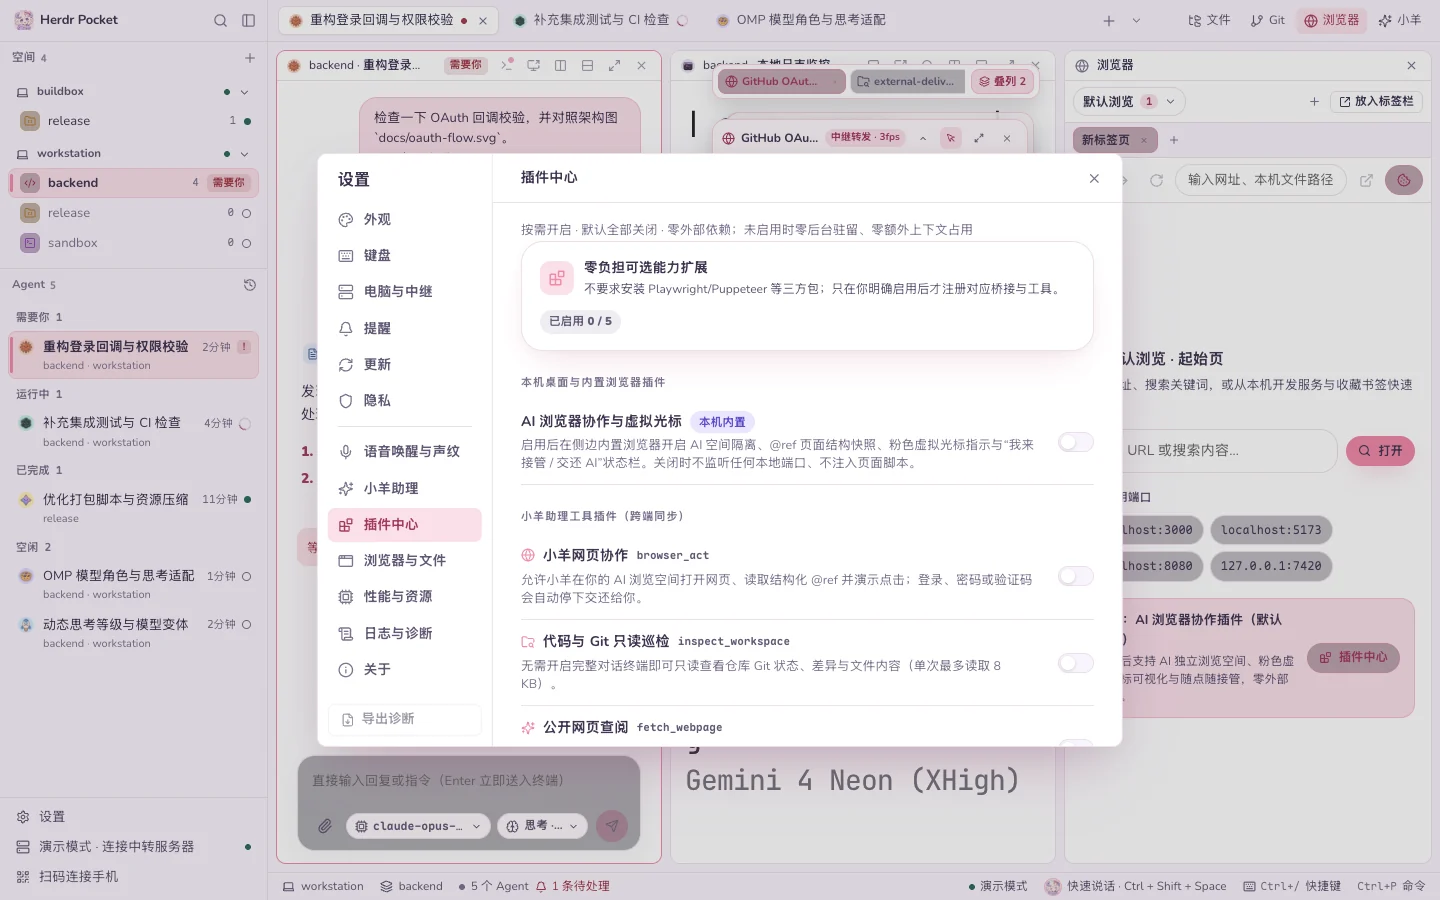 Herdr Pocket
重构登录回调与权限校验
补充集成测试与 CI 检查
OMP 模型角色与思考适配
文件
Git
浏览器
小羊
空间 4
buildbox
release 1
workstation
backend 4 需要你
release 0
sandbox 0
Agent 5
需要你 1
重构登录回调与权限校验 2分钟 !
backend · workstation
运行中 1
补充集成测试与 CI 检查 4分钟
backend · workstation
已完成 1
优化打包脚本与资源压缩 11分钟
release
空闲 2
OMP 模型角色与思考适配 1分钟
backend · workstation
动态思考等级与模型变体 2分钟
backend · workstation
设置
演示模式 · 连接中转服务器
扫码连接手机
backend · 重构登录... 需要你
检查一下 OAuth 回调校验，并对照架构图
`docs/oauth-flow.svg`。
1.
2.
直接输入回复或指令（Enter 立即送入终端）
claude-opus-…
思考 ·…
GitHub OAut…
external-deliv…
叠列 2
GitHub OAu… 中继转发 · 3fps
Gemini 4 Neon (XHigh)
浏览器
默认浏览 1
放入标签栏
新标签页
输入网址、本机文件路径
认浏览 · 起始页
址、搜索关键词，或从本机开发服务与收藏书签快速
URL 或搜索内容...
打开
lhost:3000
localhost:5173
lhost:8080
127.0.0.1:7420
：AI 浏览器协作插件（默认
）
后支持 AI 独立浏览空间、粉色虚
标可视化与随点随接管，零外部
插件中心
设置
外观
键盘
电脑与中继
提醒
更新
隐私
语音唤醒与声纹
小羊助理
插件中心
浏览器与文件
性能与资源
日志与诊断
关于
导出诊断
插件中心
按需开启 · 默认全部关闭 · 零外部依赖；未启用时零后台驻留、零额外上下文占用
零负担可选能力扩展
不要求安装 Playwright/Puppeteer 等三方包；只在你明确启用后才注册对应桥接与工具。
已启用 0 / 5
本机桌面与内置浏览器插件
AI 浏览器协作与虚拟光标 本机内置
启用后在侧边内置浏览器开启 AI 空间隔离、@ref 页面结构快照、粉色虚拟光标指示与“我来
接管 / 交还 AI”状态栏。关闭时不监听任何本地端口、不注入页面脚本。
小羊助理工具插件（跨端同步）
小羊网页协作 browser_act
允许小羊在你的 AI 浏览空间打开网页、读取结构化 @ref 并演示点击；登录、密码或验证码
会自动停下交还给你。
代码与 Git 只读巡检 inspect_workspace
无需开启完整对话终端即可只读查看仓库 Git 状态、差异与文件内容（单次最多读取 8
KB）。
公开网页查阅 fetch_webpage
workstation
backend
5 个 Agent
1 条待处理
演示模式
快速说话 · Ctrl + Shift + Space
Ctrl+/ 快捷键
Ctrl+P 命令